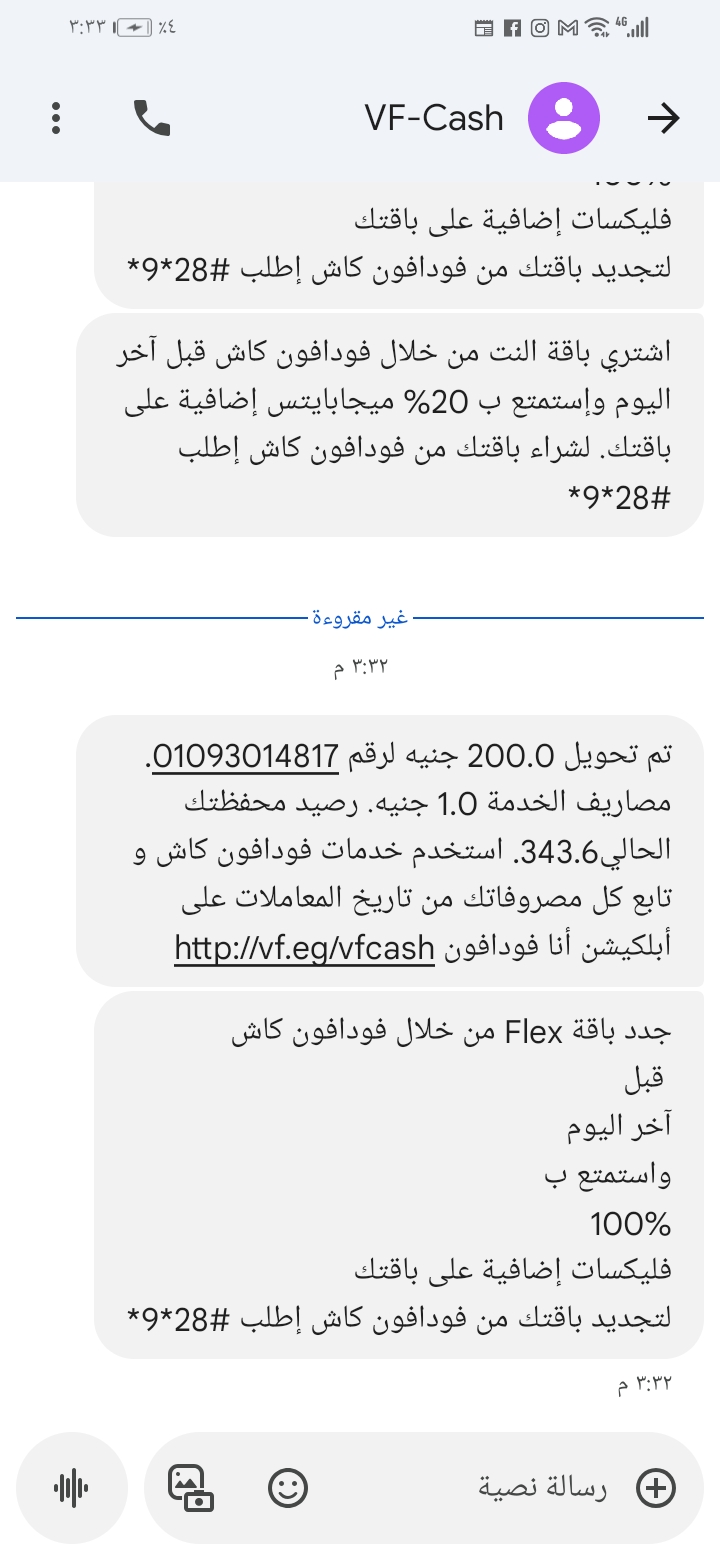 ٣:٣٣ ٪٤ 4G
VF-Cash
فليكسات إضافية على باقتك
لتجديد باقتك من فودافون كاش إطلب #28*9*
اشتري باقة النت من خلال فودافون كاش قبل آخر
اليوم وإستمتع ب 20% ميجابايتس إضافية على
باقتك. لشراء باقتك من فودافون كاش إطلب
#28*9*
غير مقروءة
٣:٣٢ م
تم تحويل 200.0 جنيه لرقم 01093014817.
مصاريف الخدمة 1.0 جنيه. رصيد محفظتك
الحالي343.6. استخدم خدمات فودافون كاش و
تابع كل مصروفاتك من تاريخ المعاملات على
أبلكيشن أنا فودافون http://vf.eg/vfcash
جدد باقة Flex من خلال فودافون كاش
قبل
آخر اليوم
واستمتع ب
100%
فليكسات إضافية على باقتك
لتجديد باقتك من فودافون كاش إطلب #28*9*
٣:٣٢ م
رسالة نصية